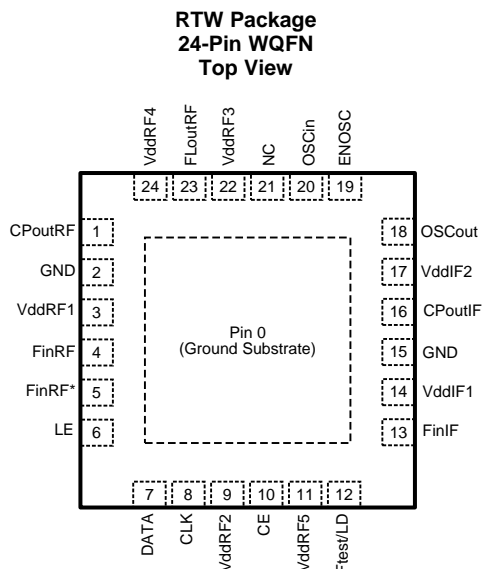 RTW Package
24-Pin WQFN
Top View
VddRF4
FLoutRF
VddRF3
NC
OSCin
ENOSC
24 23 22 21 20 19
CPoutRF 1
GND 2
VddRF1 3
FinRF 4
FinRF* 5
LE 6
Pin 0
(Ground Substrate)
18 OSCout
17 VddIF2
16 CPoutIF
15 GND
14 VddIF1
13 FinIF
7 8 9 10 11 12
DATA
CLK
VddRF2
CE
VddRF5
Ftest/LD